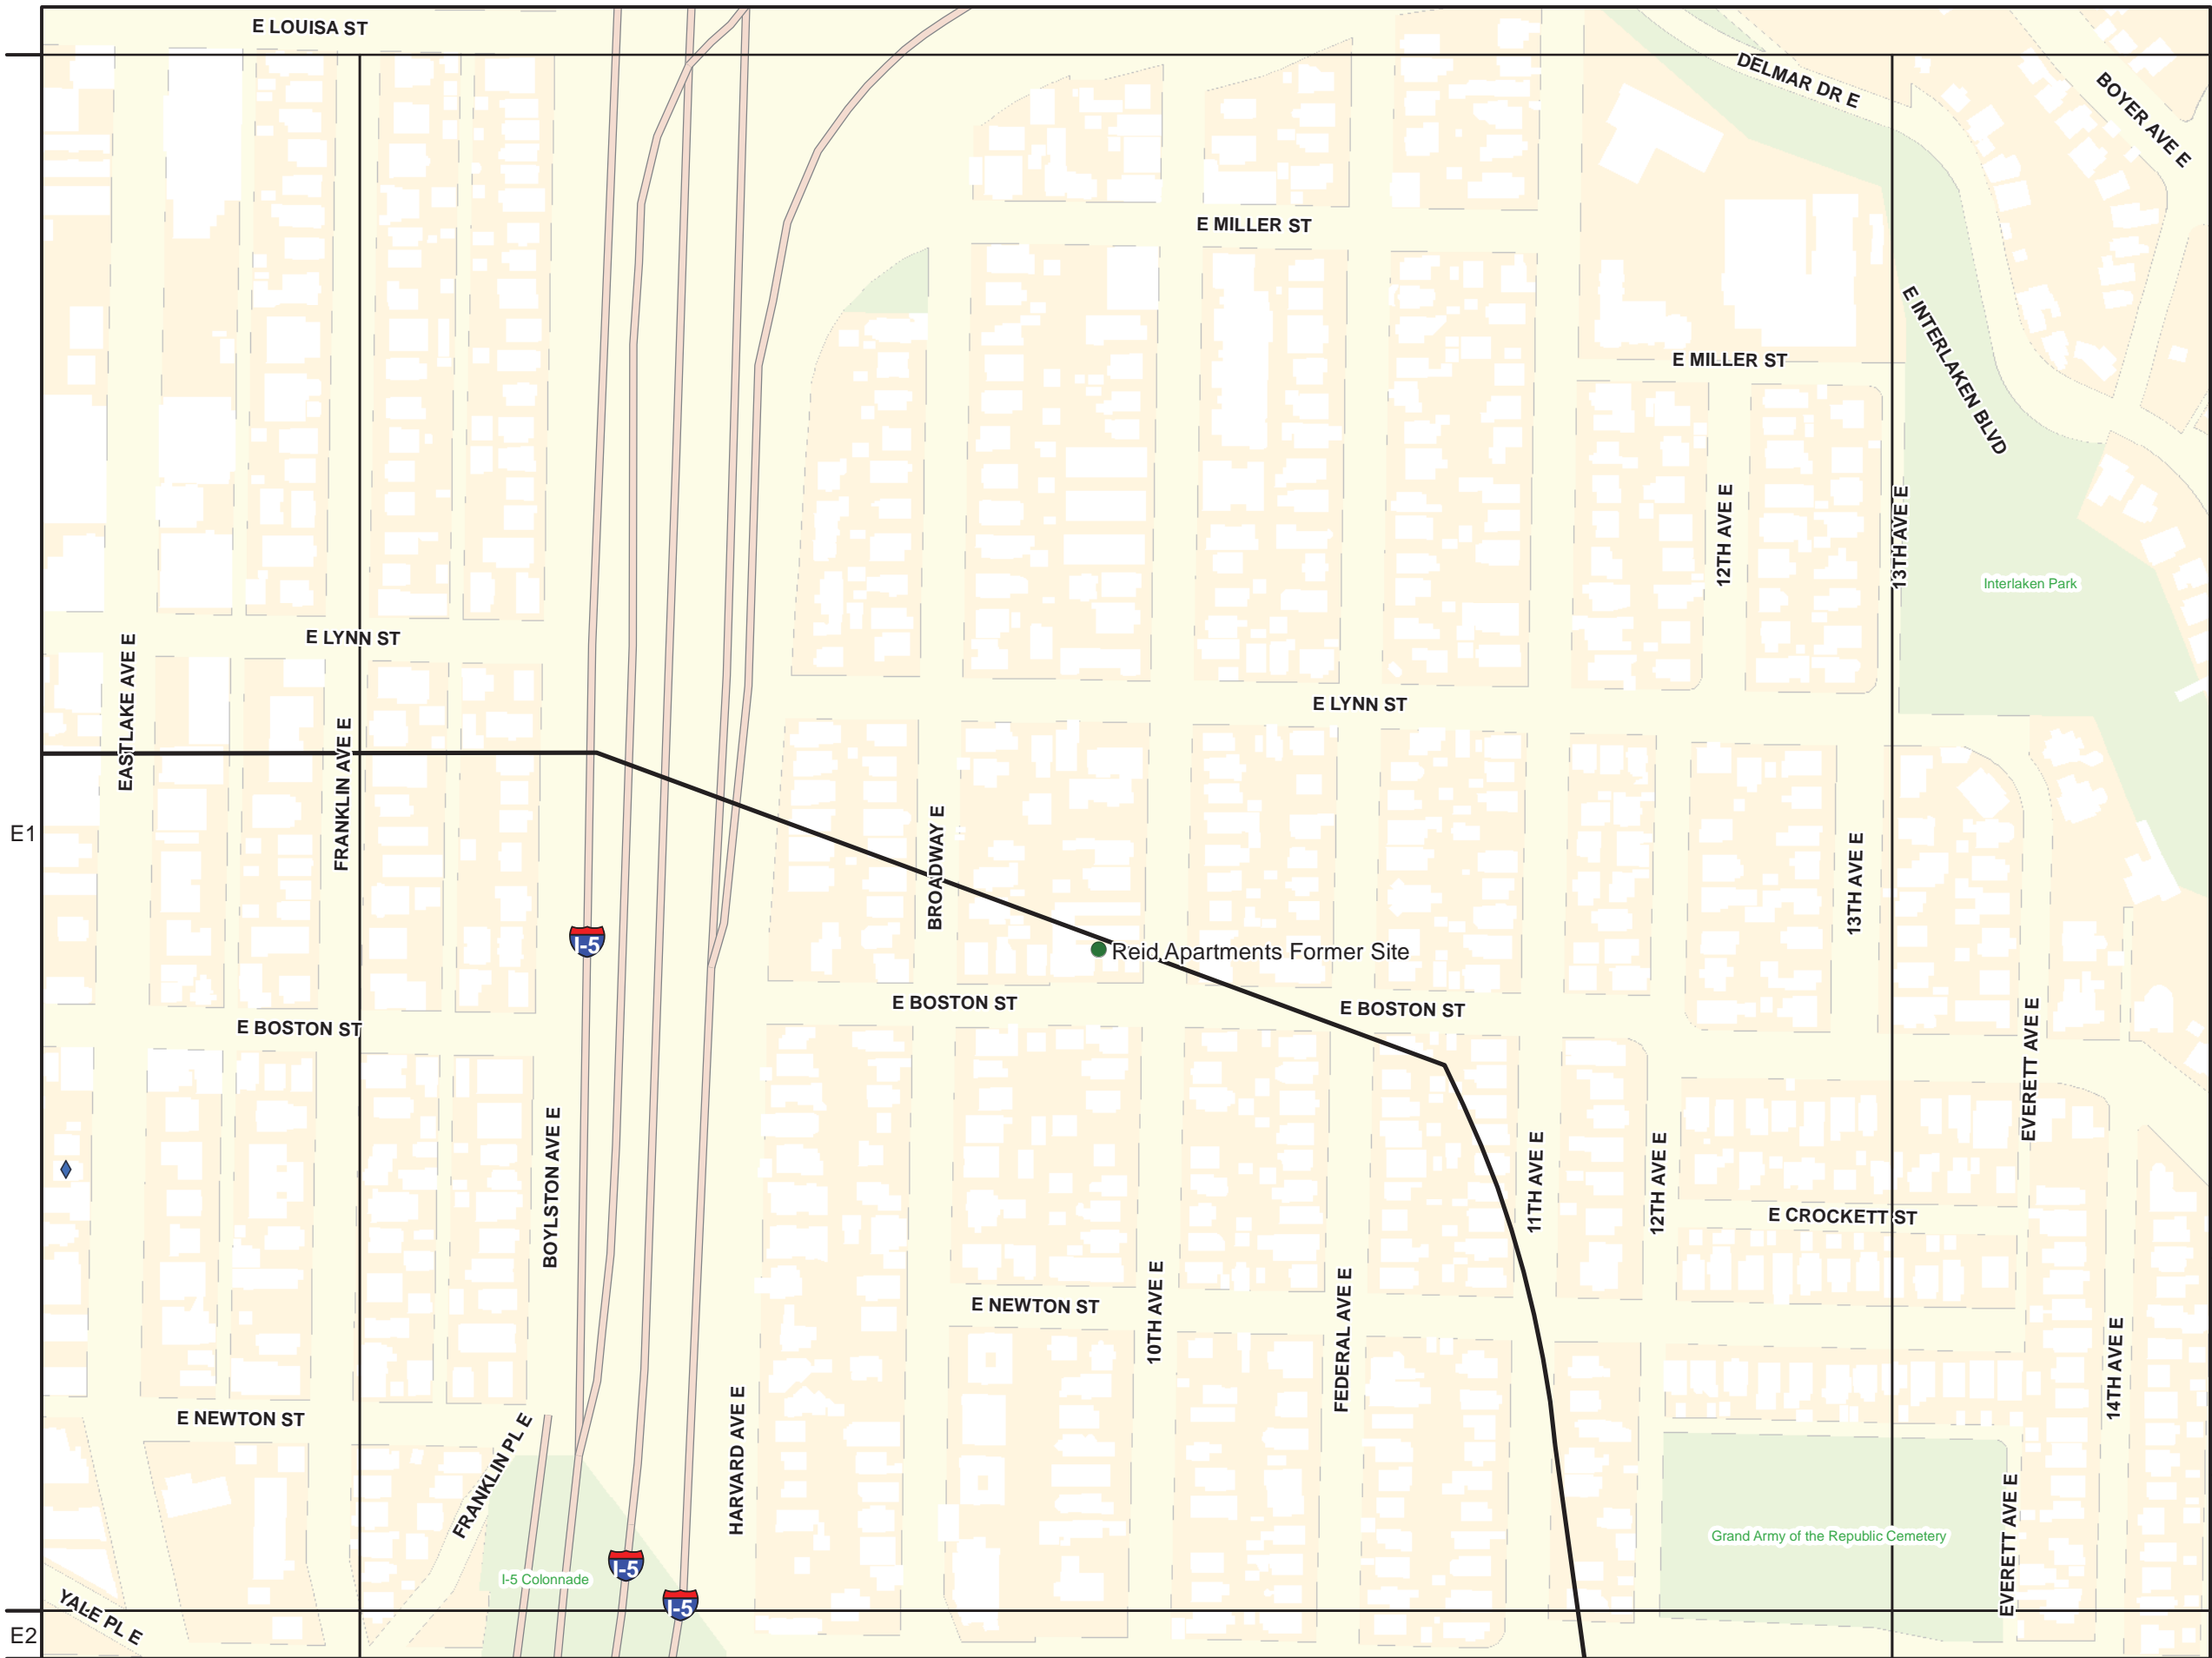 E LOUISA ST
DELMAR DR E
BOYER AVE E
E MILLER ST
E INTERLAKEN BLVD
E MILLER ST
12TH AVE E
13TH AVE E
Interlaken Park
EASTLAKE AVE E
E LYNN ST
FRANKLIN AVE E
E LYNN ST
E1
BROADWAY E
13TH AVE E
I-5
Reid Apartments Former Site
E BOSTON ST
E BOSTON ST
E BOSTON ST
EVERETT AVE E
BOYLSTON AVE E
11TH AVE E
12TH AVE E
E CROCKETT ST
E NEWTON ST
10TH AVE E
FEDERAL AVE E
14TH AVE E
E NEWTON ST
FRANKLIN PL E
HARVARD AVE E
Grand Army of the Republic Cemetery
EVERETT AVE E
I-5 Colonnade
I-5
I-5
YALE PL E
E2